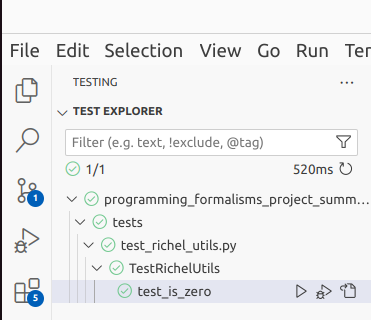 File Edit Selection View Go Run Ter
TESTING ...
TEST EXPLORER
Filter (e.g. text, !exclude, @tag)
1/1 520ms
programming_formalisms_project_summ...
1
tests
test_richel_utils.py
TestRichelUtils
test_is_zero
5